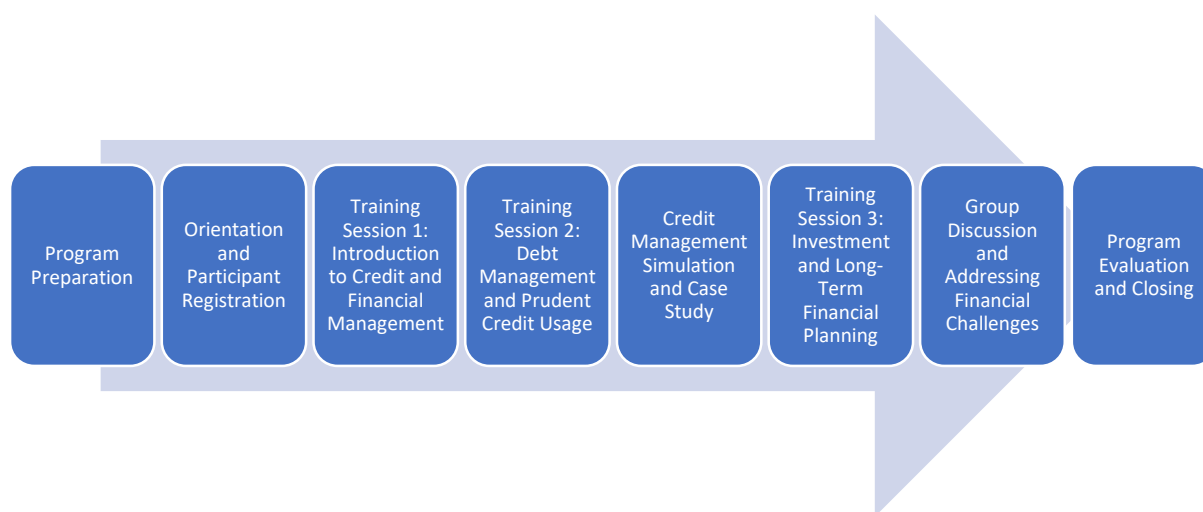 Program
Preparation
Orientation
and
Participant
Registration
Training
Session 1:
Introduction
to Credit and
Financial
Management
Training
Session 2:
Debt
Management
and Prudent
Credit Usage
Credit
Management
Simulation
and Case
Study
Training
Session 3:
Investment
and Long-
Term
Financial
Planning
Group
Discussion
and
Addressing
Financial
Challenges
Program
Evaluation
and Closing